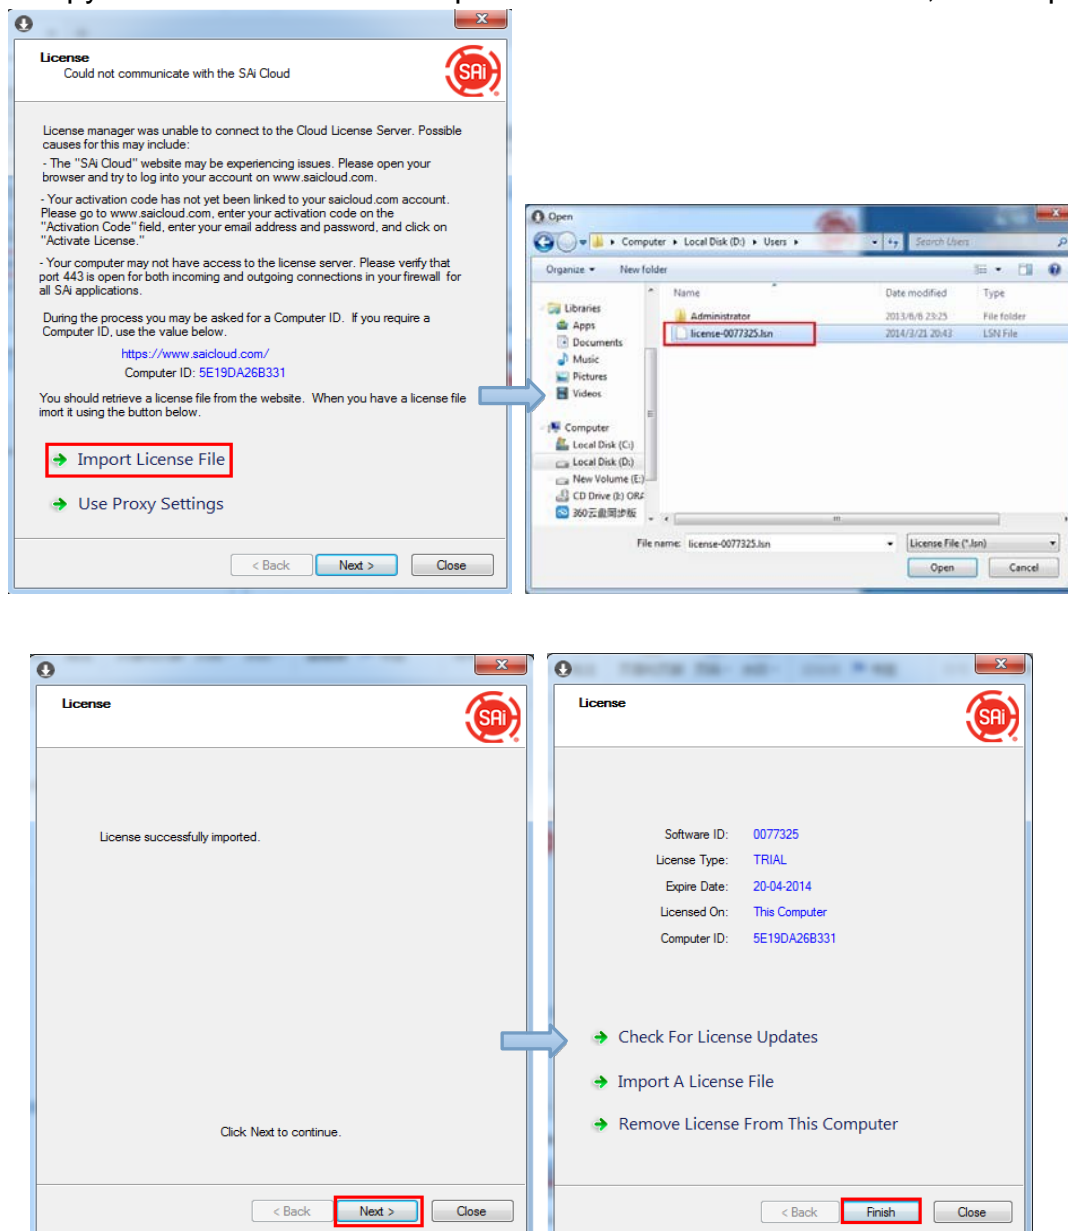 License
Could not communicate with the SAi Cloud
SAi
License manager was unable to connect to the Cloud License Server. Possible
causes for this may include:
- The "SAi Cloud" website may be experiencing issues. Please open your
browser and try to log into your account on www.saicloud.com.
- Your activation code has not yet been linked to your saicloud.com account.
Please go to www.saicloud.com, enter your activation code on the
"Activation Code" field, enter your email address and password, and click on
"Activate License."
- Your computer may not have access to the license server. Please verify that
port 443 is open for both incoming and outgoing connections in your firewall for
all SAi applications.
During the process you may be asked for a Computer ID. If you require a
Computer ID, use the value below.
https://www.saicloud.com/
Computer ID: 5E19DA26B331
You should retrieve a license file from the website. When you have a license file
imort it using the button below.
Import License File
Use Proxy Settings
< Back Next > Close
Open
Computer Local Disk (D:) Users Search Users
Organize New folder
Name Date modified Type
Libraries
Apps
Documents
Music
Pictures
Videos
Computer
Local Disk (C:)
Local Disk (D:)
New Volume (E:)
CD Drive (I:) ORA
360云盘同步版
Administrator 2013/8/8 23:25 File folder
license-0077325.lsn 2014/3/21 20:43 LSN File
File name: license-0077325.lsn License File (*.lsn)
Open Cancel
License
SAi
License successfully imported.
Click Next to continue.
< Back Next > Close
License
SAi
Software ID: 0077325
License Type: TRIAL
Expire Date: 20-04-2014
Licensed On: This Computer
Computer ID: 5E19DA26B331
Check For License Updates
Import A License File
Remove License From This Computer
< Back Finish Close